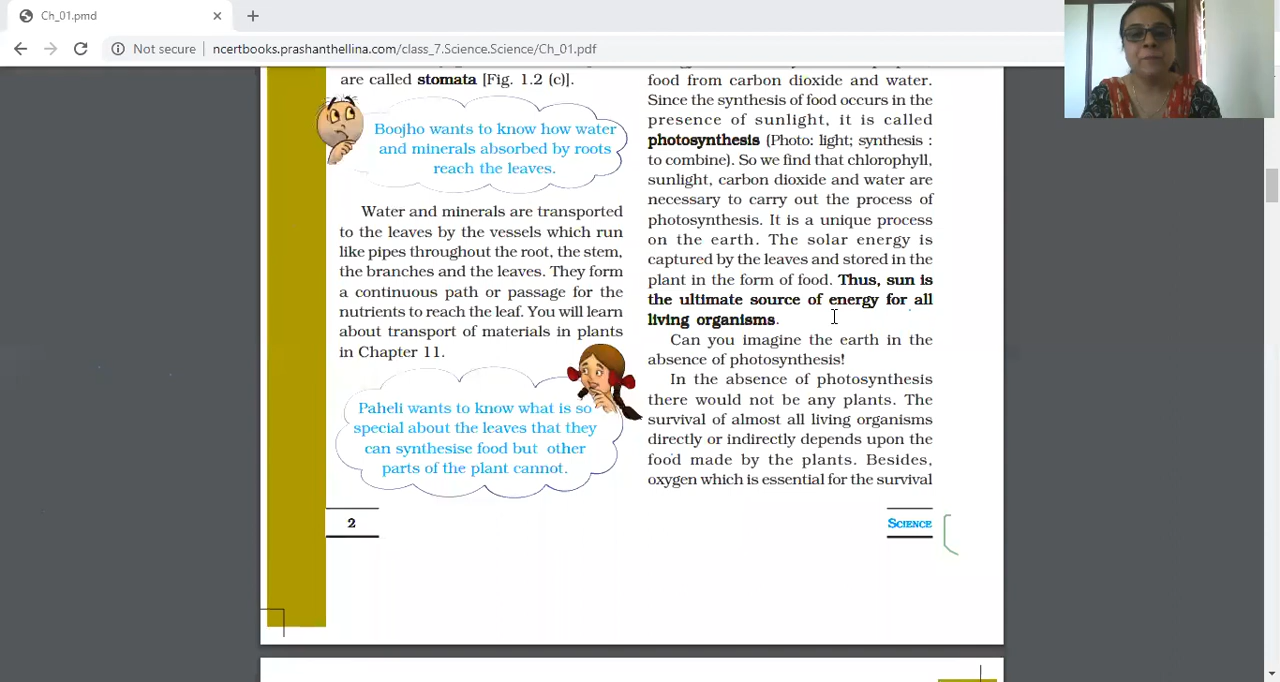 Ch_01.pmd
Not secure
ncertbooks.prashanthellina.com/class_7.Science.Science/Ch_01.pdf
are called stomata [Fig. 1.2 (c)].
Boojho wants to know how water
and minerals absorbed by roots
reach the leaves.
Water and minerals are transported
to the leaves by the vessels which run
like pipes throughout the root, the stem,
the branches and the leaves. They form
a continuous path or passage for the
nutrients to reach the leaf. You will learn
about transport of materials in plants
in Chapter 11.
Paheli wants to know what is so
special about the leaves that they
can synthesise food but other
parts of the plant cannot.
2
food from carbon dioxide and water.
Since the synthesis of food occurs in the
presence of sunlight, it is called
photosynthesis (Photo: light; synthesis :
to combine). So we find that chlorophyll,
sunlight, carbon dioxide and water are
necessary to carry out the process of
photosynthesis. It is a unique process
on the earth. The solar energy is
captured by the leaves and stored in the
plant in the form of food. Thus, sun is
the ultimate source of energy for all
living organisms.
Can you imagine the earth in the
absence of photosynthesis!
In the absence of photosynthesis
there would not be any plants. The
survival of almost all living organisms
directly or indirectly depends upon the
food made by the plants. Besides,
oxygen which is essential for the survival
Science